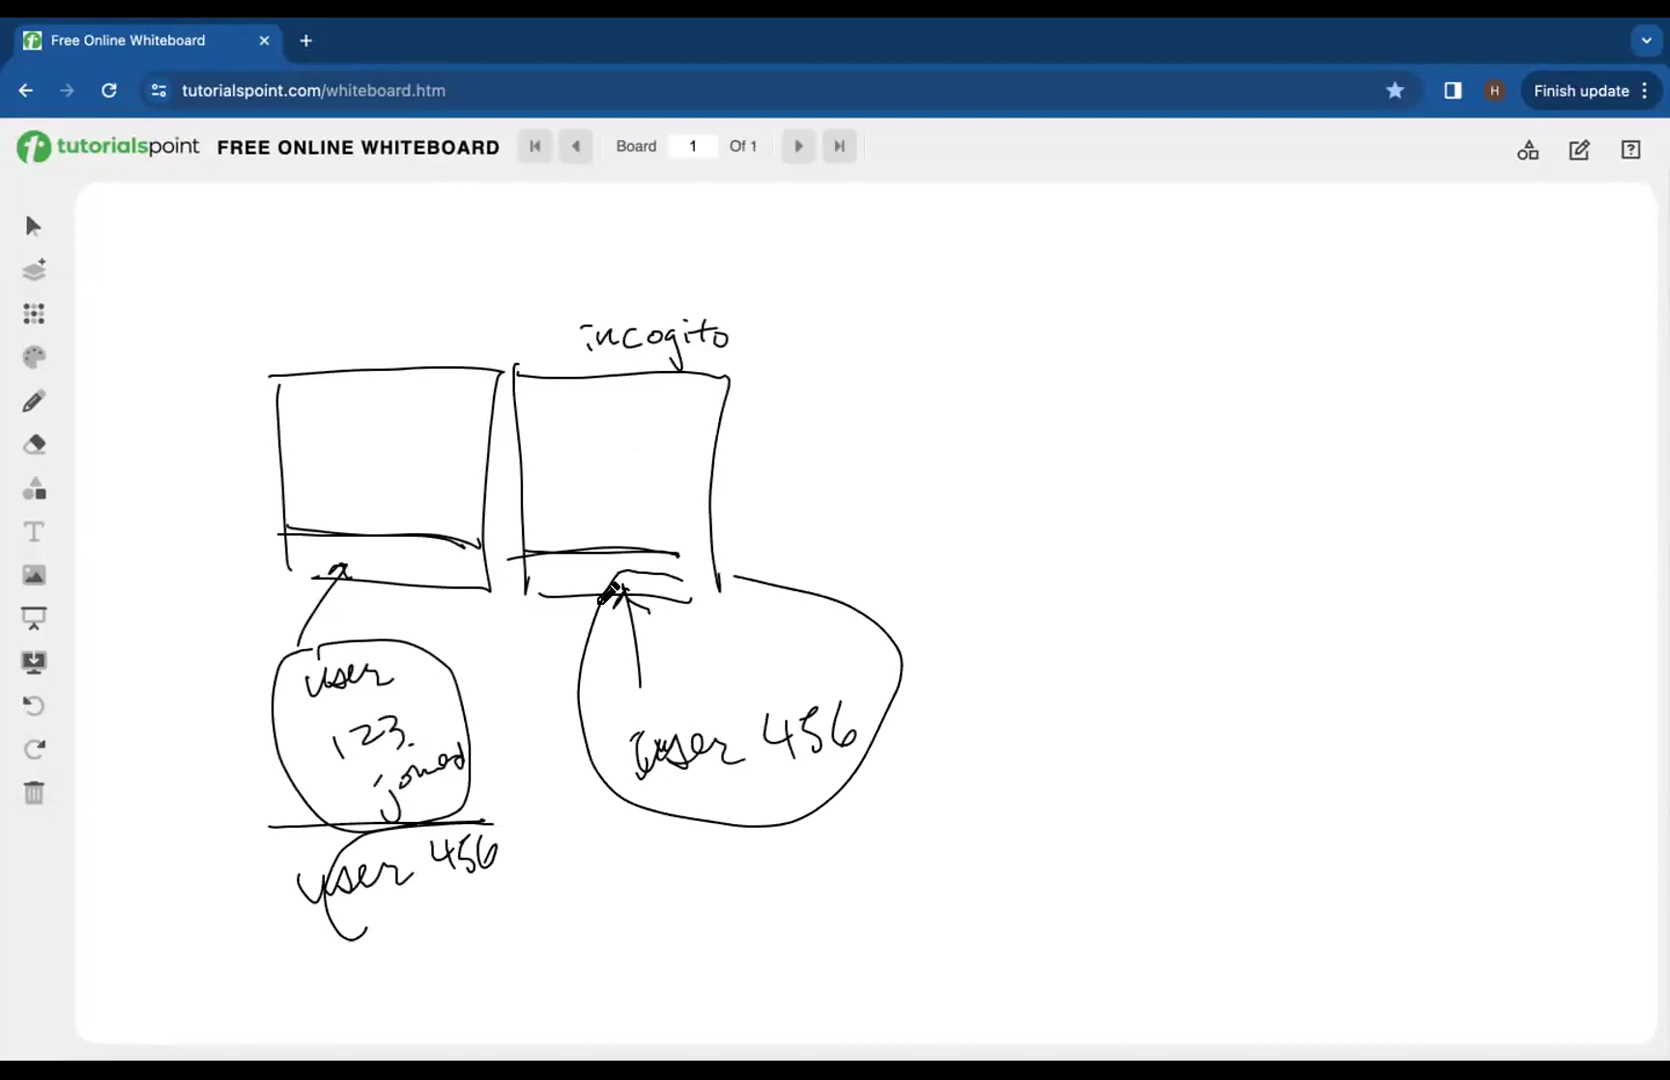 Free Online Whiteboard
tutorialspoint.com/whiteboard.htm
H
Finish update
tutorialspoint
FREE ONLINE WHITEBOARD
Board 1 Of 1
T
incogito
user
123.
joined
user 456
user 456